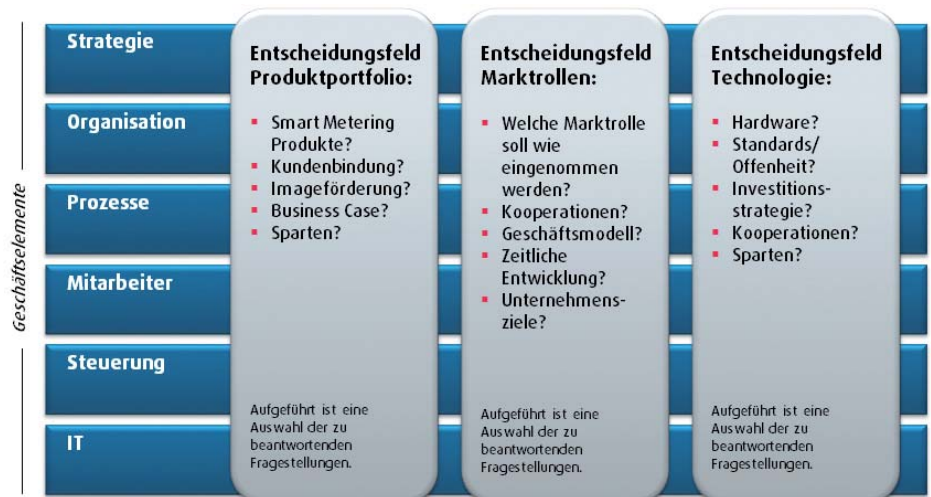 Geschäftselemente
Strategie
Organisation
Prozesse
Mitarbeiter
Steuerung
IT
Entscheidungsfeld
Produktportfolio:
▪ Smart Metering
Produkte?
▪ Kundenbindung?
▪ Imageförderung?
▪ Business Case?
▪ Sparten?
Aufgeführt ist eine
Auswahl der zu
beantwortenden
Fragestellungen.
Entscheidungsfeld
Marktrollen:
▪ Welche Marktrolle
soll wie
eingenommen
werden?
▪ Kooperationen?
▪ Geschäftsmodell?
▪ Zeitliche
Entwicklung?
▪ Unternehmens-
ziele?
Aufgeführt ist eine
Auswahl der zu
beantwortenden
Fragestellungen.
Entscheidungsfeld
Technologie:
▪ Hardware?
▪ Standards/
Offenheit?
▪ Investitions-
strategie?
▪ Kooperationen?
▪ Sparten?
Aufgeführt ist eine
Auswahl der zu
beantwortenden
Fragestellungen.